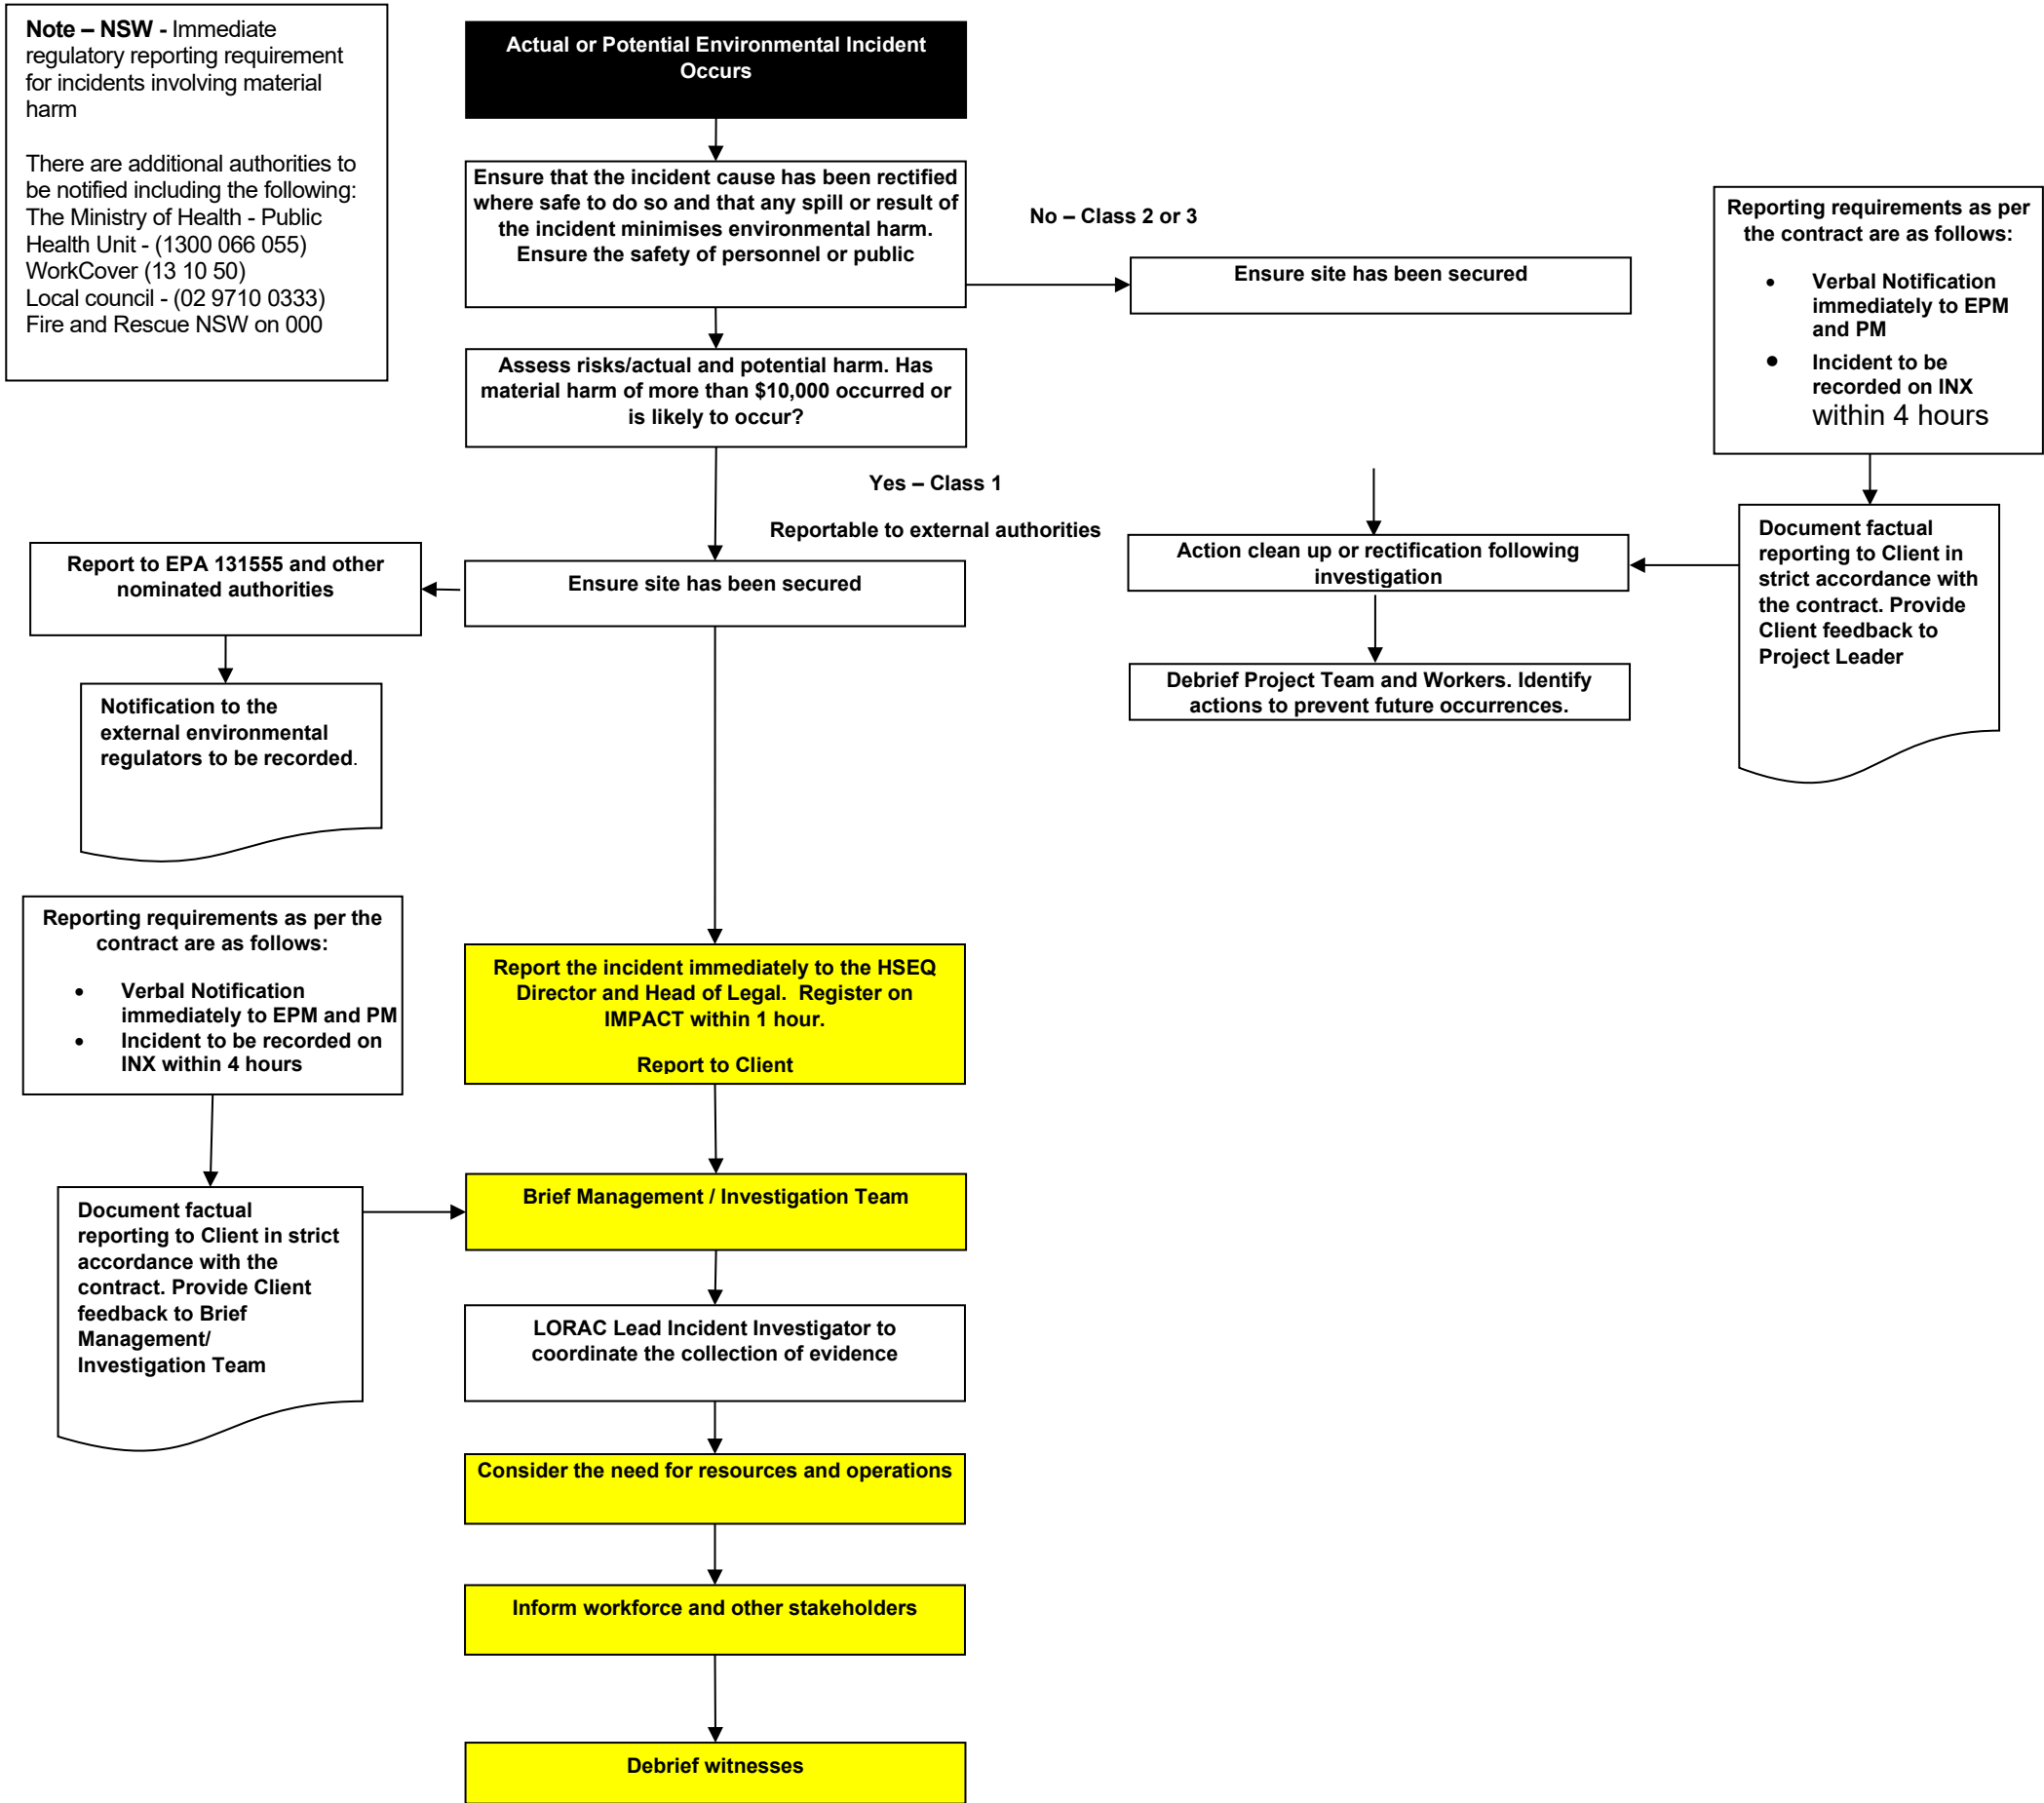 Note – NSW - Immediate
regulatory reporting requirement
for incidents involving material
harm
There are additional authorities to
be notified including the following:
The Ministry of Health - Public
Health Unit - (1300 066 055)
WorkCover (13 10 50)
Local council - (02 9710 0333)
Fire and Rescue NSW on 000
Actual or Potential Environmental Incident
Occurs
Ensure that the incident cause has been rectified
where safe to do so and that any spill or result of
the incident minimises environmental harm.
Ensure the safety of personnel or public
No – Class 2 or 3
Ensure site has been secured
Reporting requirements as per
the contract are as follows:
• Verbal Notification
immediately to EPM
and PM
• Incident to be
recorded on INX
within 4 hours
Assess risks/actual and potential harm. Has
material harm of more than $10,000 occurred or
is likely to occur?
Yes – Class 1
Reportable to external authorities
Action clean up or rectification following
investigation
Document factual
reporting to Client in
strict accordance with
the contract. Provide
Client feedback to
Project Leader
Debrief Project Team and Workers. Identify
actions to prevent future occurrences.
Report to EPA 131555 and other
nominated authorities
Ensure site has been secured
Notification to the
external environmental
regulators to be recorded.
Reporting requirements as per the
contract are as follows:
• Verbal Notification
immediately to EPM and PM
• Incident to be recorded on
INX within 4 hours
Report the incident immediately to the HSEQ
Director and Head of Legal. Register on
IMPACT within 1 hour.
Report to Client
Document factual
reporting to Client in strict
accordance with the
contract. Provide Client
feedback to Brief
Management/
Investigation Team
Brief Management / Investigation Team
LORAC Lead Incident Investigator to
coordinate the collection of evidence
Consider the need for resources and operations
Inform workforce and other stakeholders
Debrief witnesses